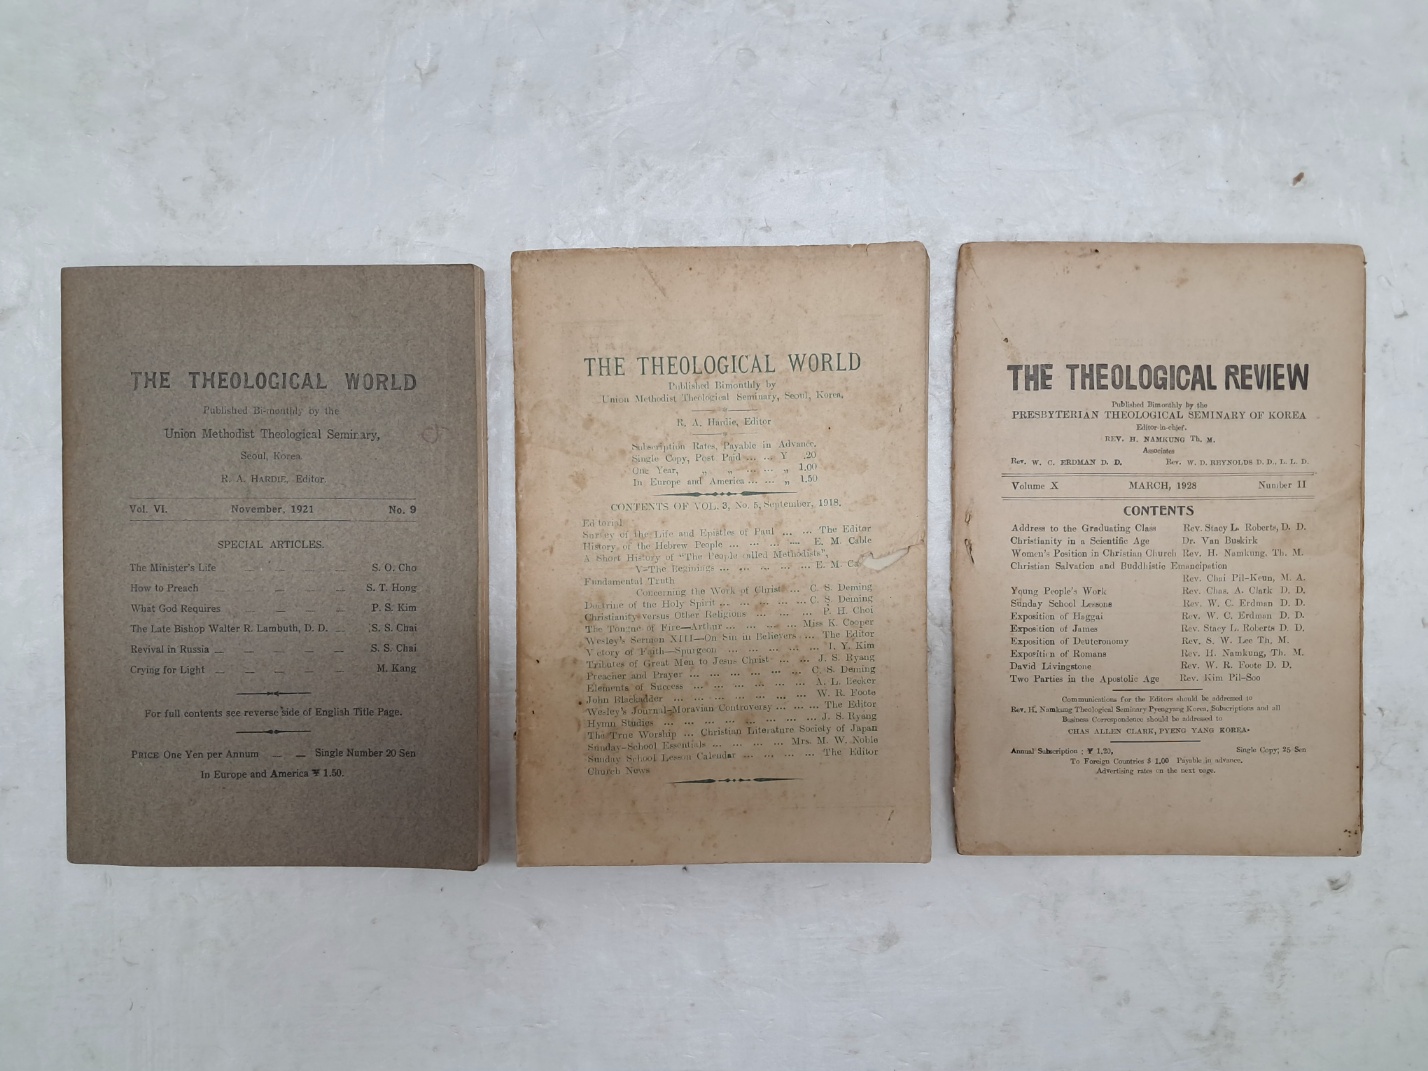 THE THEOLOGICAL WORLD
Published Bi-monthly by the
Union Methodist Theological Seminary,
Seoul, Korea
R. A. HARDIE, Editor
Vol. VI. November, 1921 No. 9
SPECIAL ARTICLES.
The Minister's Life S. O. Cho
How to Preach S. T. Hong
What God Requires P. S. Kim
The Late Bishop Walter R. Lambuth, D. D. S. S. Chai
Revival in Russia S. S. Chai
Crying for Light M. Kang
For full contents see reverse side of English Title Page.
PRICE One Yen per Annum Single Number 20 Sen
In Europe and America ¥ 1.50.
THE THEOLOGICAL WORLD
Published Bimonthly by
Union Methodist Theological Seminary, Seoul, Korea.
R. A. Hardie, Editor
Subscription Rates, Payable in Advance.
Single Copy, Post Paid ... ... Y .20
One Year, „ „ ... ... „ 1.00
In Europe and America ... ... „ 1.50
CONTENTS OF VOL. 3, No. 5, September, 1918.
Editorial
Survey of the Life and Epistles of Paul ... ... The Editor
History of the Hebrew People ... ... ... ... E. M. Cable
A Short History of "The People called Methodists",
V—The Beginings ... ... ... ... ... E. M. Ca
Fundamental Truth
Concerning the Work of Christ ... C. S. Deming
Doctrine of the Holy Spirit ... ... ... ... C. S. Deming
Christianity versus Other Religions ... ... ... P. H. Choi
The Tongue of Fire—Arthur ... ... ... Miss K. Cooper
Wesley's Sermon XIII—On Sin in Believers ... The Editor
Victory of Faith—Spurgeon ... ... ... ... I. Y. Kim
Tributes of Great Men to Jesus Christ ... ... J. S. Ryang
Preacher and Prayer ... ... ... ... ... C. S. Deming
Elements of Success ... ... ... ... ... A. L. Becker
John Blackadder ... ... ... ... ... ... W. R. Foote
Wesley's Journal—Moravian Controversy ... ... The Editor
Hymn Studies ... ... ... ... ... ... ... J. S. Ryang
The True Worship ... Christian Literature Society of Japan
Sunday-School Essentials ... ... ... ... Mrs. M. W. Noble
Sunday School Lesson Calendar ... ... ... ... The Editor
Church News
THE THEOLOGICAL REVIEW
Published Bimonthly by the
PRESBYTERIAN THEOLOGICAL SEMINARY OF KOREA
Editor-in-chief.
REV. H. NAMKUNG Th. M.
Associates
Rev. W. C. ERDMAN D. D. Rev. W. D. REYNOLDS D. D., L. L. D.
Volume X MARCH, 1928 Number II
CONTENTS
Address to the Graduating Class Rev. Stacy L. Roberts, D. D.
Christianity in a Scientific Age Dr. Van Buskirk
Women's Position in Christian Church Rev. H. Namkung, Th. M.
Christian Salvation and Buddhistic Emancipation
Rev. Chai Pil-Keun, M. A.
Young People's Work Rev. Chas. A. Clark D. D.
Sunday School Lessons Rev. W. C. Erdman D. D.
Exposition of Haggai Rev. W. C. Erdman D. D.
Exposition of James Rev. Stacy L. Roberts D. D.
Exposition of Deuteronomy Rev. S. W. Lee Th. M.
Exposition of Romans Rev. H. Namkung, Th. M.
David Livingstone Rev. W. R. Foote D. D.
Two Parties in the Apostolic Age Rev. Kim Pil-Soo
Communications for the Editors should be addressed to
Rev. H. Namkung Theological Seminary Pyengyang Korea, Subscriptions and all
Business Correspondence should be addressed to
CHAS ALLEN CLARK, PYENG YANG KOREA.
Annual Subscription ; ¥ 1.20, Single Copy; 25 Sen
To Foreign Countries $ 1.00 Payable in advance.
Advertising rates on the next page.